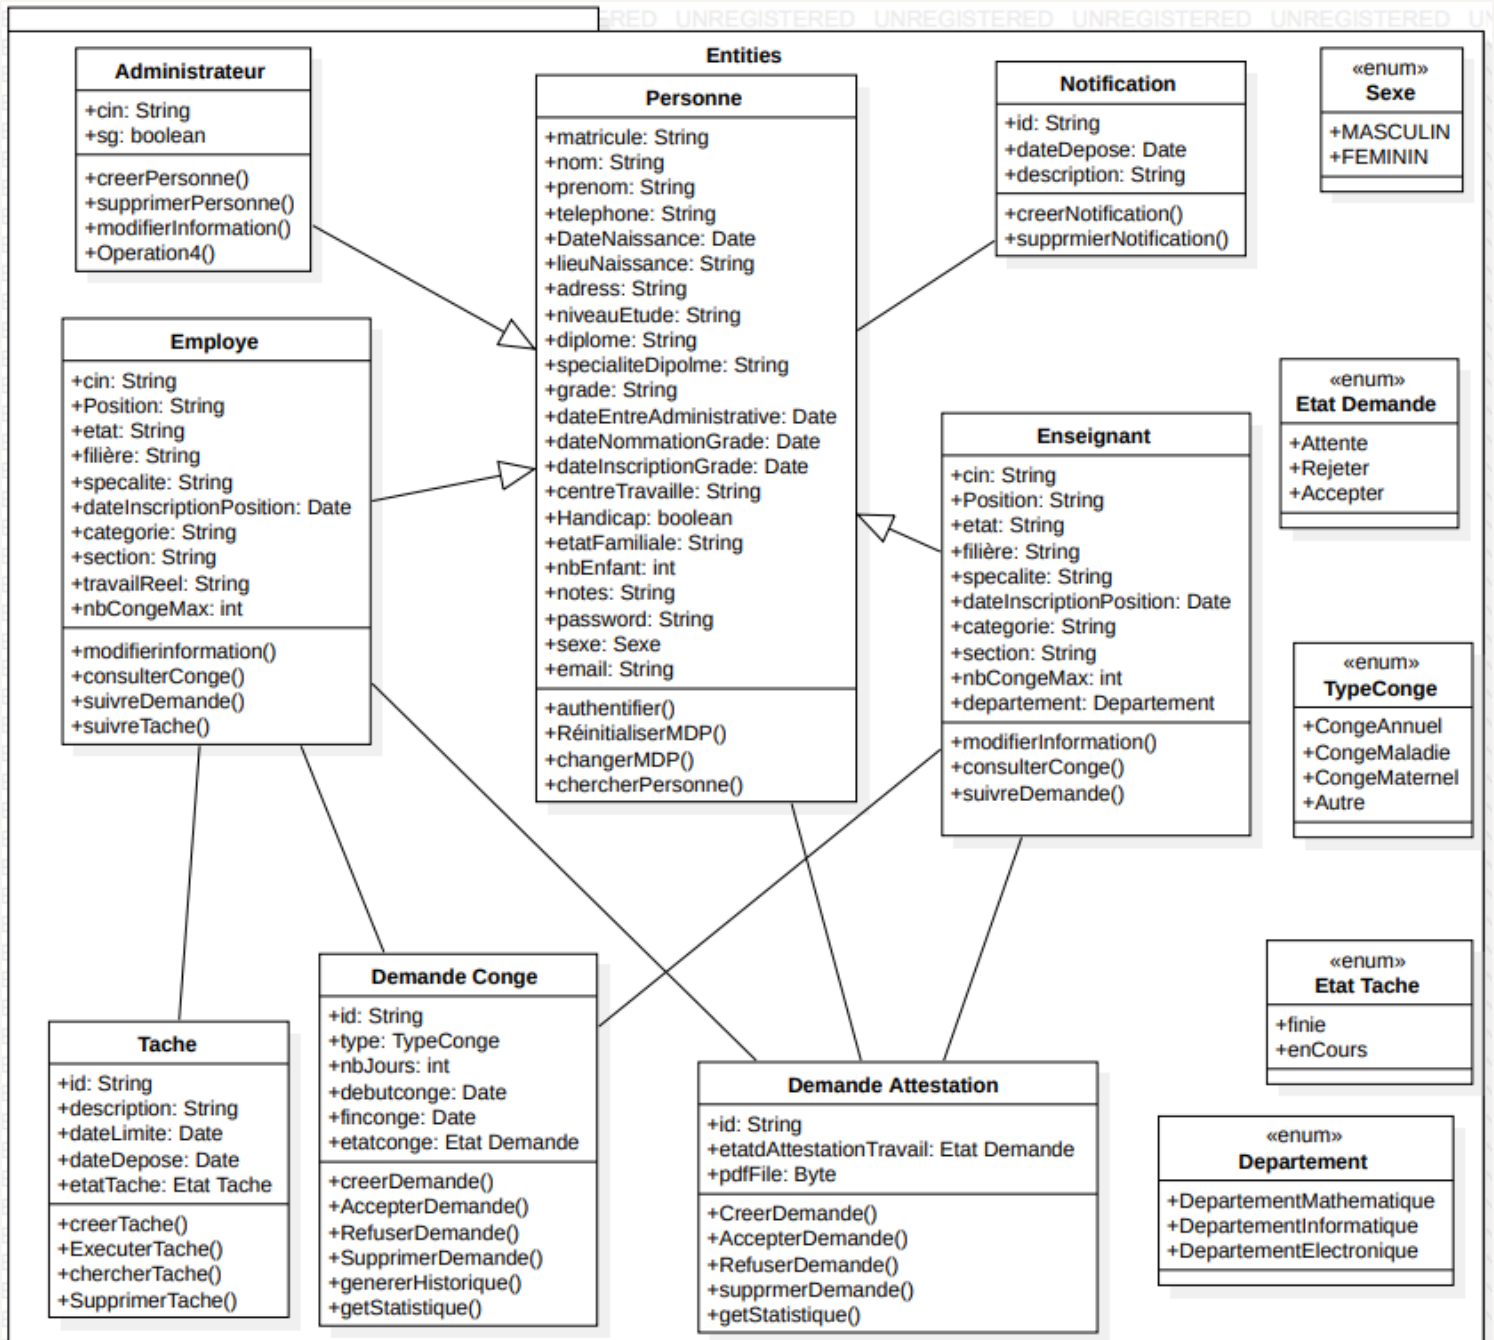 ERED UNREGISTERED UNREGISTERED UNREGISTERED UNREGISTERED
Entities
Administrateur
+cin: String
+sg: boolean
+creerPersonne()
+supprimerPersonne()
+modifierInformation()
+Operation4()
Personne
+matricule: String
+nom: String
+prenom: String
+telephone: String
+DateNaissance: Date
+lieuNaissance: String
+adress: String
+niveauEtude: String
+diplome: String
+specialiteDipolme: String
+grade: String
+dateEntreAdministrative: Date
+dateNommationGrade: Date
+dateInscriptionGrade: Date
+centreTravaille: String
+Handicap: boolean
+etatFamiliale: String
+nbEnfant: int
+notes: String
+password: String
+sexe: Sexe
+email: String
+authentifier()
+RéinitialiserMDP()
+changerMDP()
+chercherPersonne()
Notification
+id: String
+dateDepose: Date
+description: String
+creerNotification()
+supprmierNotification()
«enum»
Sexe
+MASCULIN
+FEMININ
Employe
+cin: String
+Position: String
+etat: String
+filière: String
+specalite: String
+dateInscriptionPosition: Date
+categorie: String
+section: String
+travailReel: String
+nbCongeMax: int
+modifierinformation()
+consulterConge()
+suivreDemande()
+suivreTache()
«enum»
Etat Demande
+Attente
+Rejeter
+Accepter
Enseignant
+cin: String
+Position: String
+etat: String
+filière: String
+specalite: String
+dateInscriptionPosition: Date
+categorie: String
+section: String
+nbCongeMax: int
+departement: Departement
+modifierInformation()
+consulterConge()
+suivreDemande()
«enum»
TypeConge
+CongeAnnuel
+CongeMaladie
+CongeMaternel
+Autre
Tache
+id: String
+description: String
+dateLimite: Date
+dateDepose: Date
+etatTache: Etat Tache
+creerTache()
+ExecuterTache()
+chercherTache()
+SupprimerTache()
Demande Conge
+id: String
+type: TypeConge
+nbJours: int
+debutconge: Date
+finconge: Date
+etatconge: Etat Demande
+creerDemande()
+AccepterDemande()
+RefuserDemande()
+SupprimerDemande()
+genererHistorique()
+getStatistique()
Demande Attestation
+id: String
+etatdAttestationTravail: Etat Demande
+pdfFile: Byte
+CreerDemande()
+AccepterDemande()
+RefuserDemande()
+supprmerDemande()
+getStatistique()
«enum»
Etat Tache
+finie
+enCours
«enum»
Departement
+DepartementMathematique
+DepartementInformatique
+DepartementElectronique